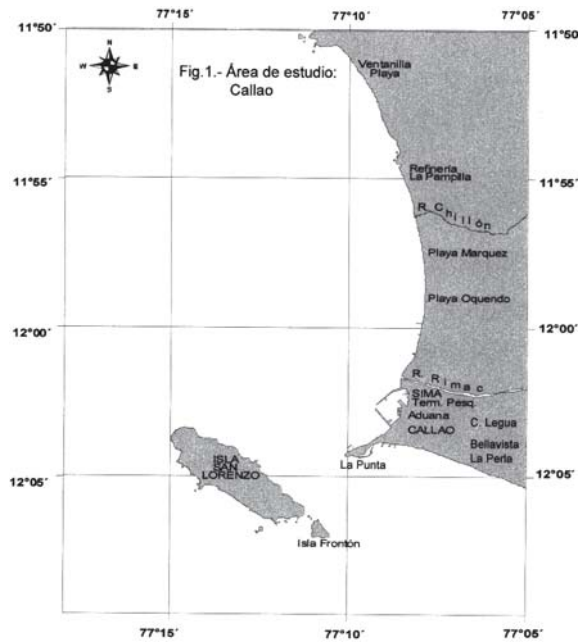 77°15´
77°10´
77°05´
11°50´
11°50´
N
W
E
S
Fig.1.- Área de estudio:
Callao
Ventanilla
Playa
11°55´
11°55´
Refinería
La Pampilla
R. Chillón
Playa Marquez
Playa Oquendo
12°00´
12°00´
R. Rimac
SIMA
Term. Pesq.
Aduana
C. Legua
CALLAO
Bellavista
La Perla
La Punta
ISLA
SAN
LORENZO
12°05´
12°05´
Isla Frontón
77°15´
77°10´
77°05´